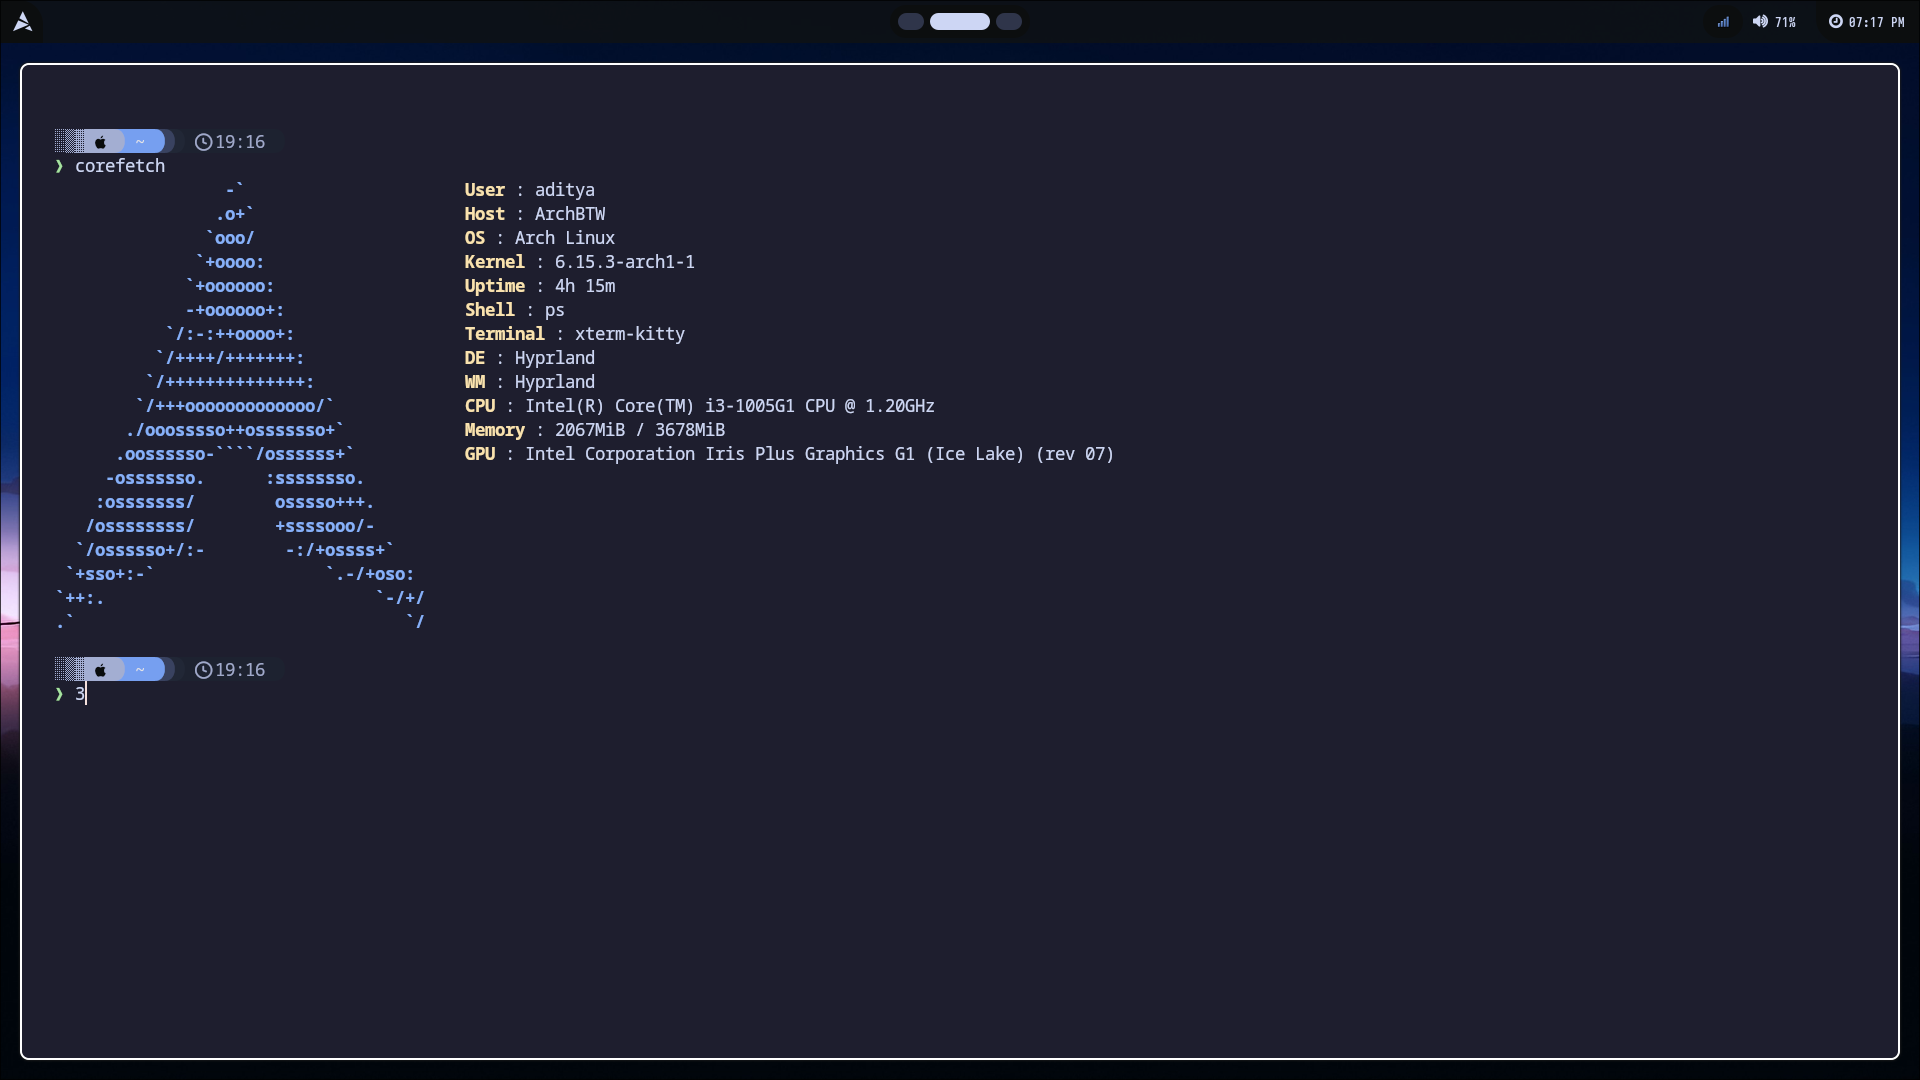 71% 07:17 PM
~ 19:16
❯ corefetch
-` User : aditya
.o+` Host : ArchBTW
`ooo/ OS : Arch Linux
`+oooo: Kernel : 6.15.3-arch1-1
`+oooooo: Uptime : 4h 15m
-+oooooo+: Shell : ps
`/:-:++oooo+: Terminal : xterm-kitty
`/++++/+++++++: DE : Hyprland
`/++++++++++++++: WM : Hyprland
`/+++ooooooooooooo/` CPU : Intel(R) Core(TM) i3-1005G1 CPU @ 1.20GHz
./ooosssso++osssssso+` Memory : 2067MiB / 3678MiB
.oossssso-````/ossssss+` GPU : Intel Corporation Iris Plus Graphics G1 (Ice Lake) (rev 07)
-osssssso. :ssssssso.
:osssssss/ osssso+++.
/ossssssss/ +ssssooo/-
`/ossssso+/:- -:/+ossss+`
`+sso+:-` `.-/+oso:
`++:. `-/+/
.` `/
~ 19:16
❯ 3